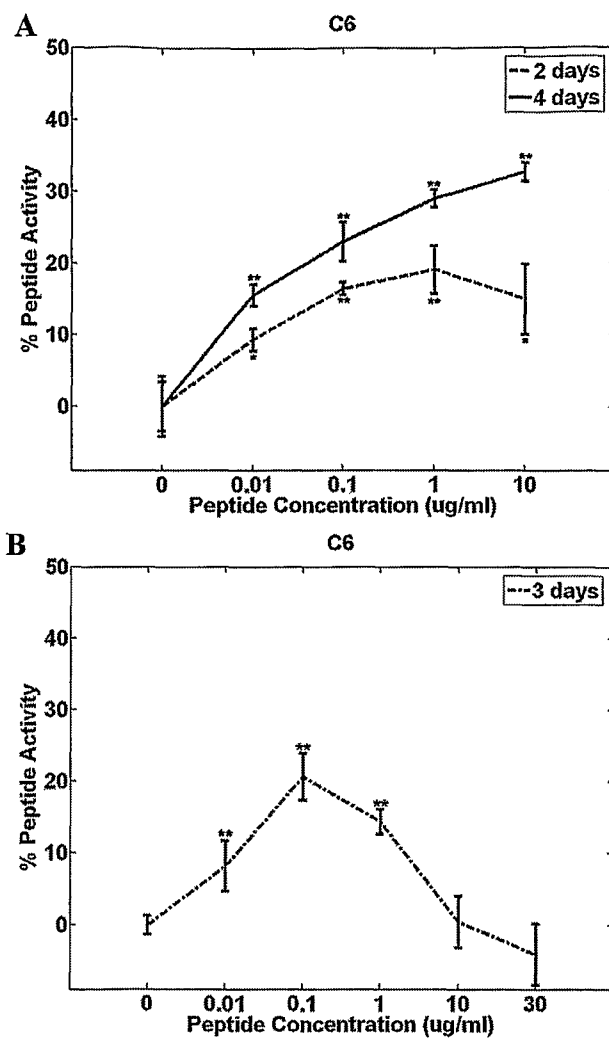 A
C6
50
2 days
4 days
40
30
20
10
0
% Peptide Activity
** ** ** ** **
* ** ** *
0 0.01 0.1 1 10
Peptide Concentration (ug/ml)
B
C6
50
3 days
40
30
20
10
0
% Peptide Activity
** ** **
0 0.01 0.1 1 10 30
Peptide Concentration (ug/ml)